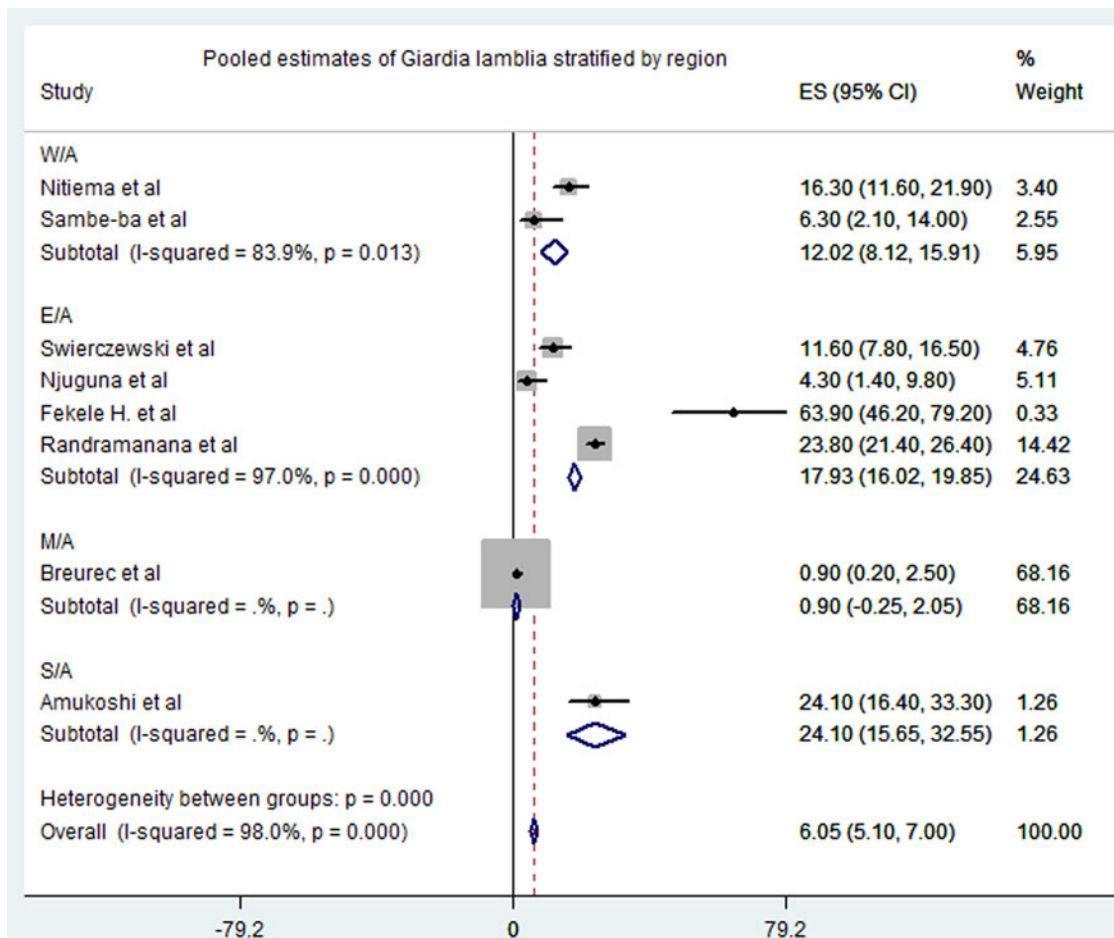 Pooled estimates of Giardia lamblia stratified by region %
Study ES (95% CI) Weight
W/A
Nitiema et al 16.30 (11.60, 21.90) 3.40
Sambe-ba et al 6.30 (2.10, 14.00) 2.55
Subtotal (I-squared = 83.9%, p = 0.013) 12.02 (8.12, 15.91) 5.95
E/A
Swierczewski et al 11.60 (7.80, 16.50) 4.76
Njuguna et al 4.30 (1.40, 9.80) 5.11
Fekele H. et al 63.90 (46.20, 79.20) 0.33
Randramanana et al 23.80 (21.40, 26.40) 14.42
Subtotal (I-squared = 97.0%, p = 0.000) 17.93 (16.02, 19.85) 24.63
M/A
Breurec et al 0.90 (0.20, 2.50) 68.16
Subtotal (I-squared = .%, p = .) 0.90 (-0.25, 2.05) 68.16
S/A
Amukoshi et al 24.10 (16.40, 33.30) 1.26
Subtotal (I-squared = .%, p = .) 24.10 (15.65, 32.55) 1.26
Heterogeneity between groups: p = 0.000
Overall (I-squared = 98.0%, p = 0.000) 6.05 (5.10, 7.00) 100.00
-79.2 0 79.2